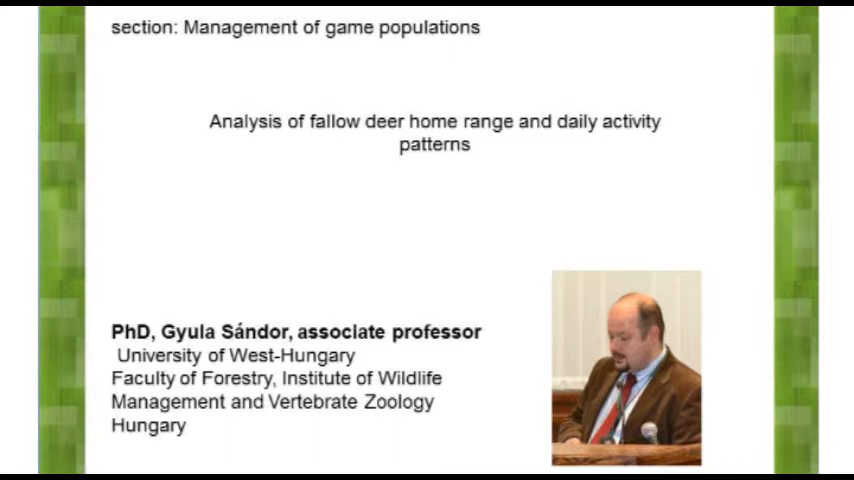 section: Management of game populations
Analysis of fallow deer home range and daily activity
patterns
PhD, Gyula Sándor, associate professor
University of West-Hungary
Faculty of Forestry, Institute of Wildlife
Management and Vertebrate Zoology
Hungary